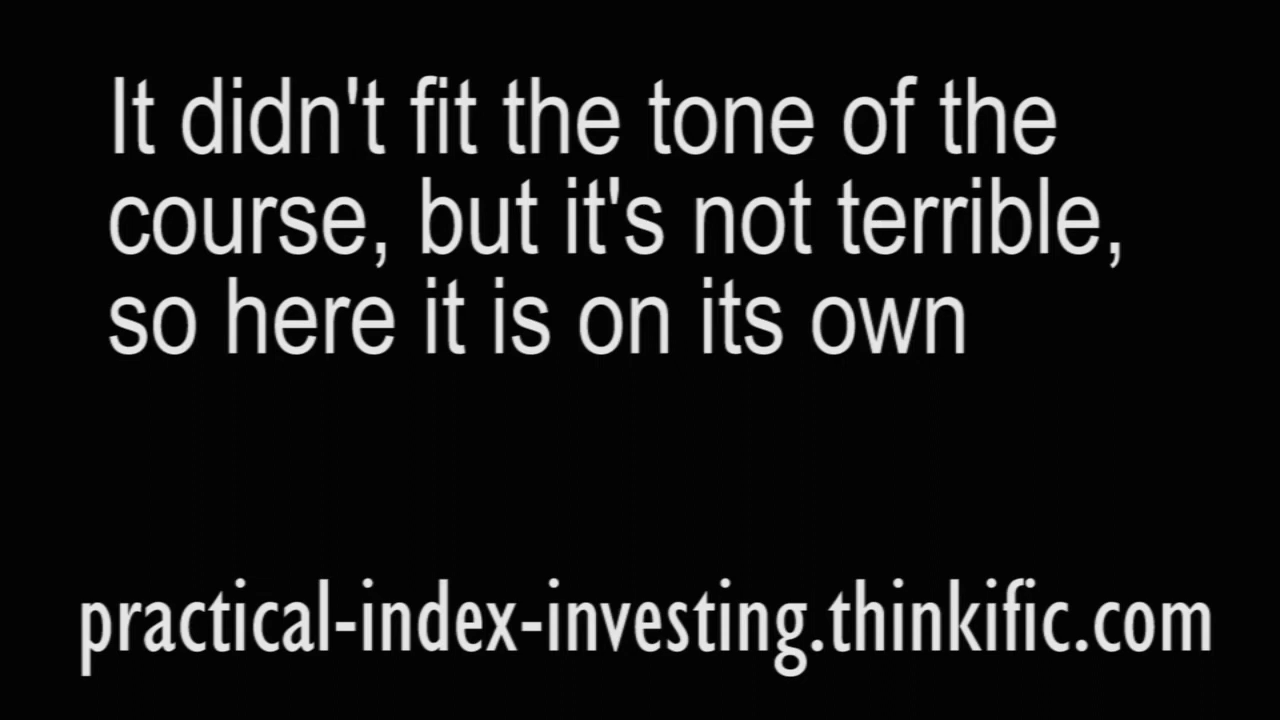 It didn't fit the tone of the
course, but it's not terrible,
so here it is on its own
practical-index-investing.thinkific.com